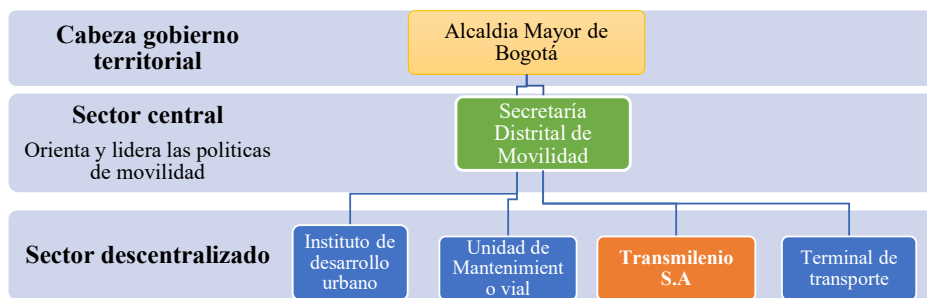 Cabeza gobierno
territorial
Alcaldia Mayor de
Bogotá
Sector central
Orienta y lidera las politicas
de movilidad
Secretaría
Distrital de
Movilidad
Sector descentralizado
Instituto de
desarrollo
urbano
Unidad de
Mantenimient
o vial
Transmilenio
S.A
Terminal de
transporte